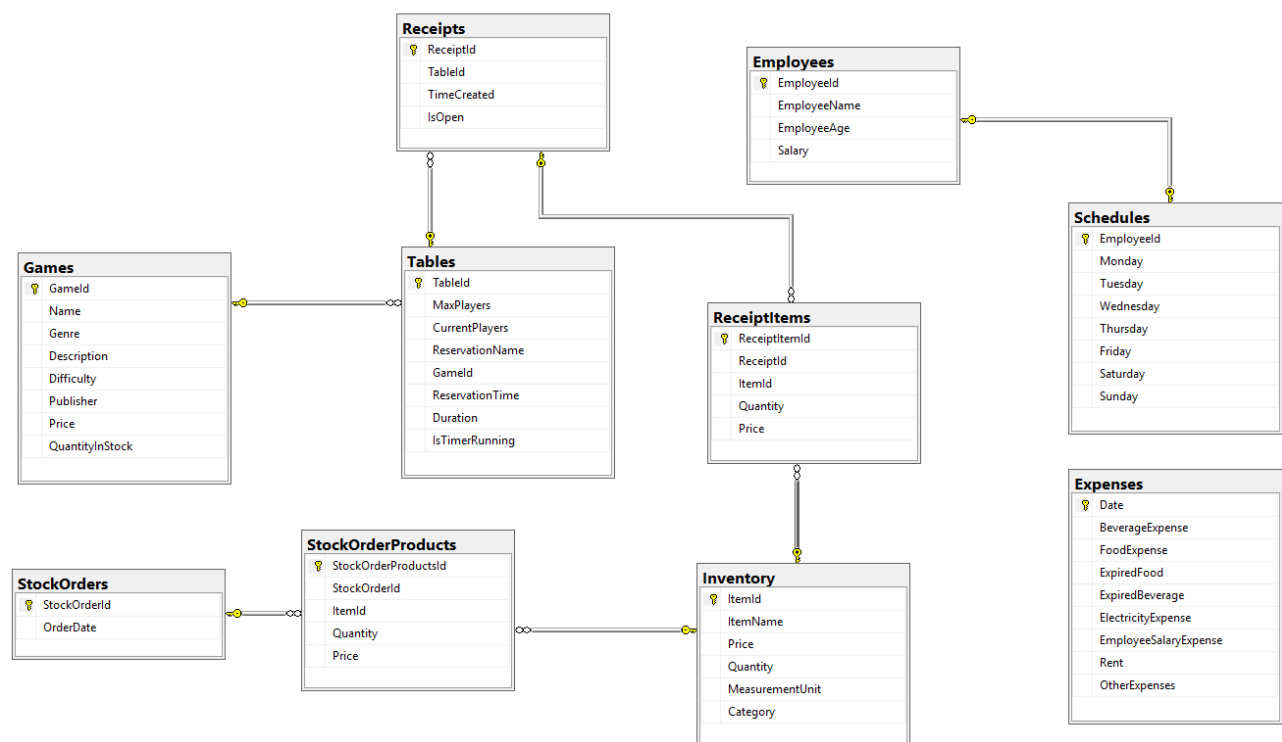 Receipts
ReceiptId
TableId
TimeCreated
IsOpen
Employees
EmployeeId
EmployeeName
EmployeeAge
Salary
Schedules
EmployeeId
Monday
Tuesday
Wednesday
Thursday
Friday
Saturday
Sunday
Games
GameId
Name
Genre
Description
Difficulty
Publisher
Price
QuantityInStock
Tables
TableId
MaxPlayers
CurrentPlayers
ReservationName
GameId
ReservationTime
Duration
IsTimerRunning
ReceiptItems
ReceiptItemId
ReceiptId
ItemId
Quantity
Price
Expenses
Date
BeverageExpense
FoodExpense
ExpiredFood
ExpiredBeverage
ElectricityExpense
EmployeeSalaryExpense
Rent
OtherExpenses
StockOrders
StockOrderId
OrderDate
StockOrderProducts
StockOrderProductsId
StockOrderId
ItemId
Quantity
Price
Inventory
ItemId
ItemName
Price
Quantity
MeasurementUnit
Category